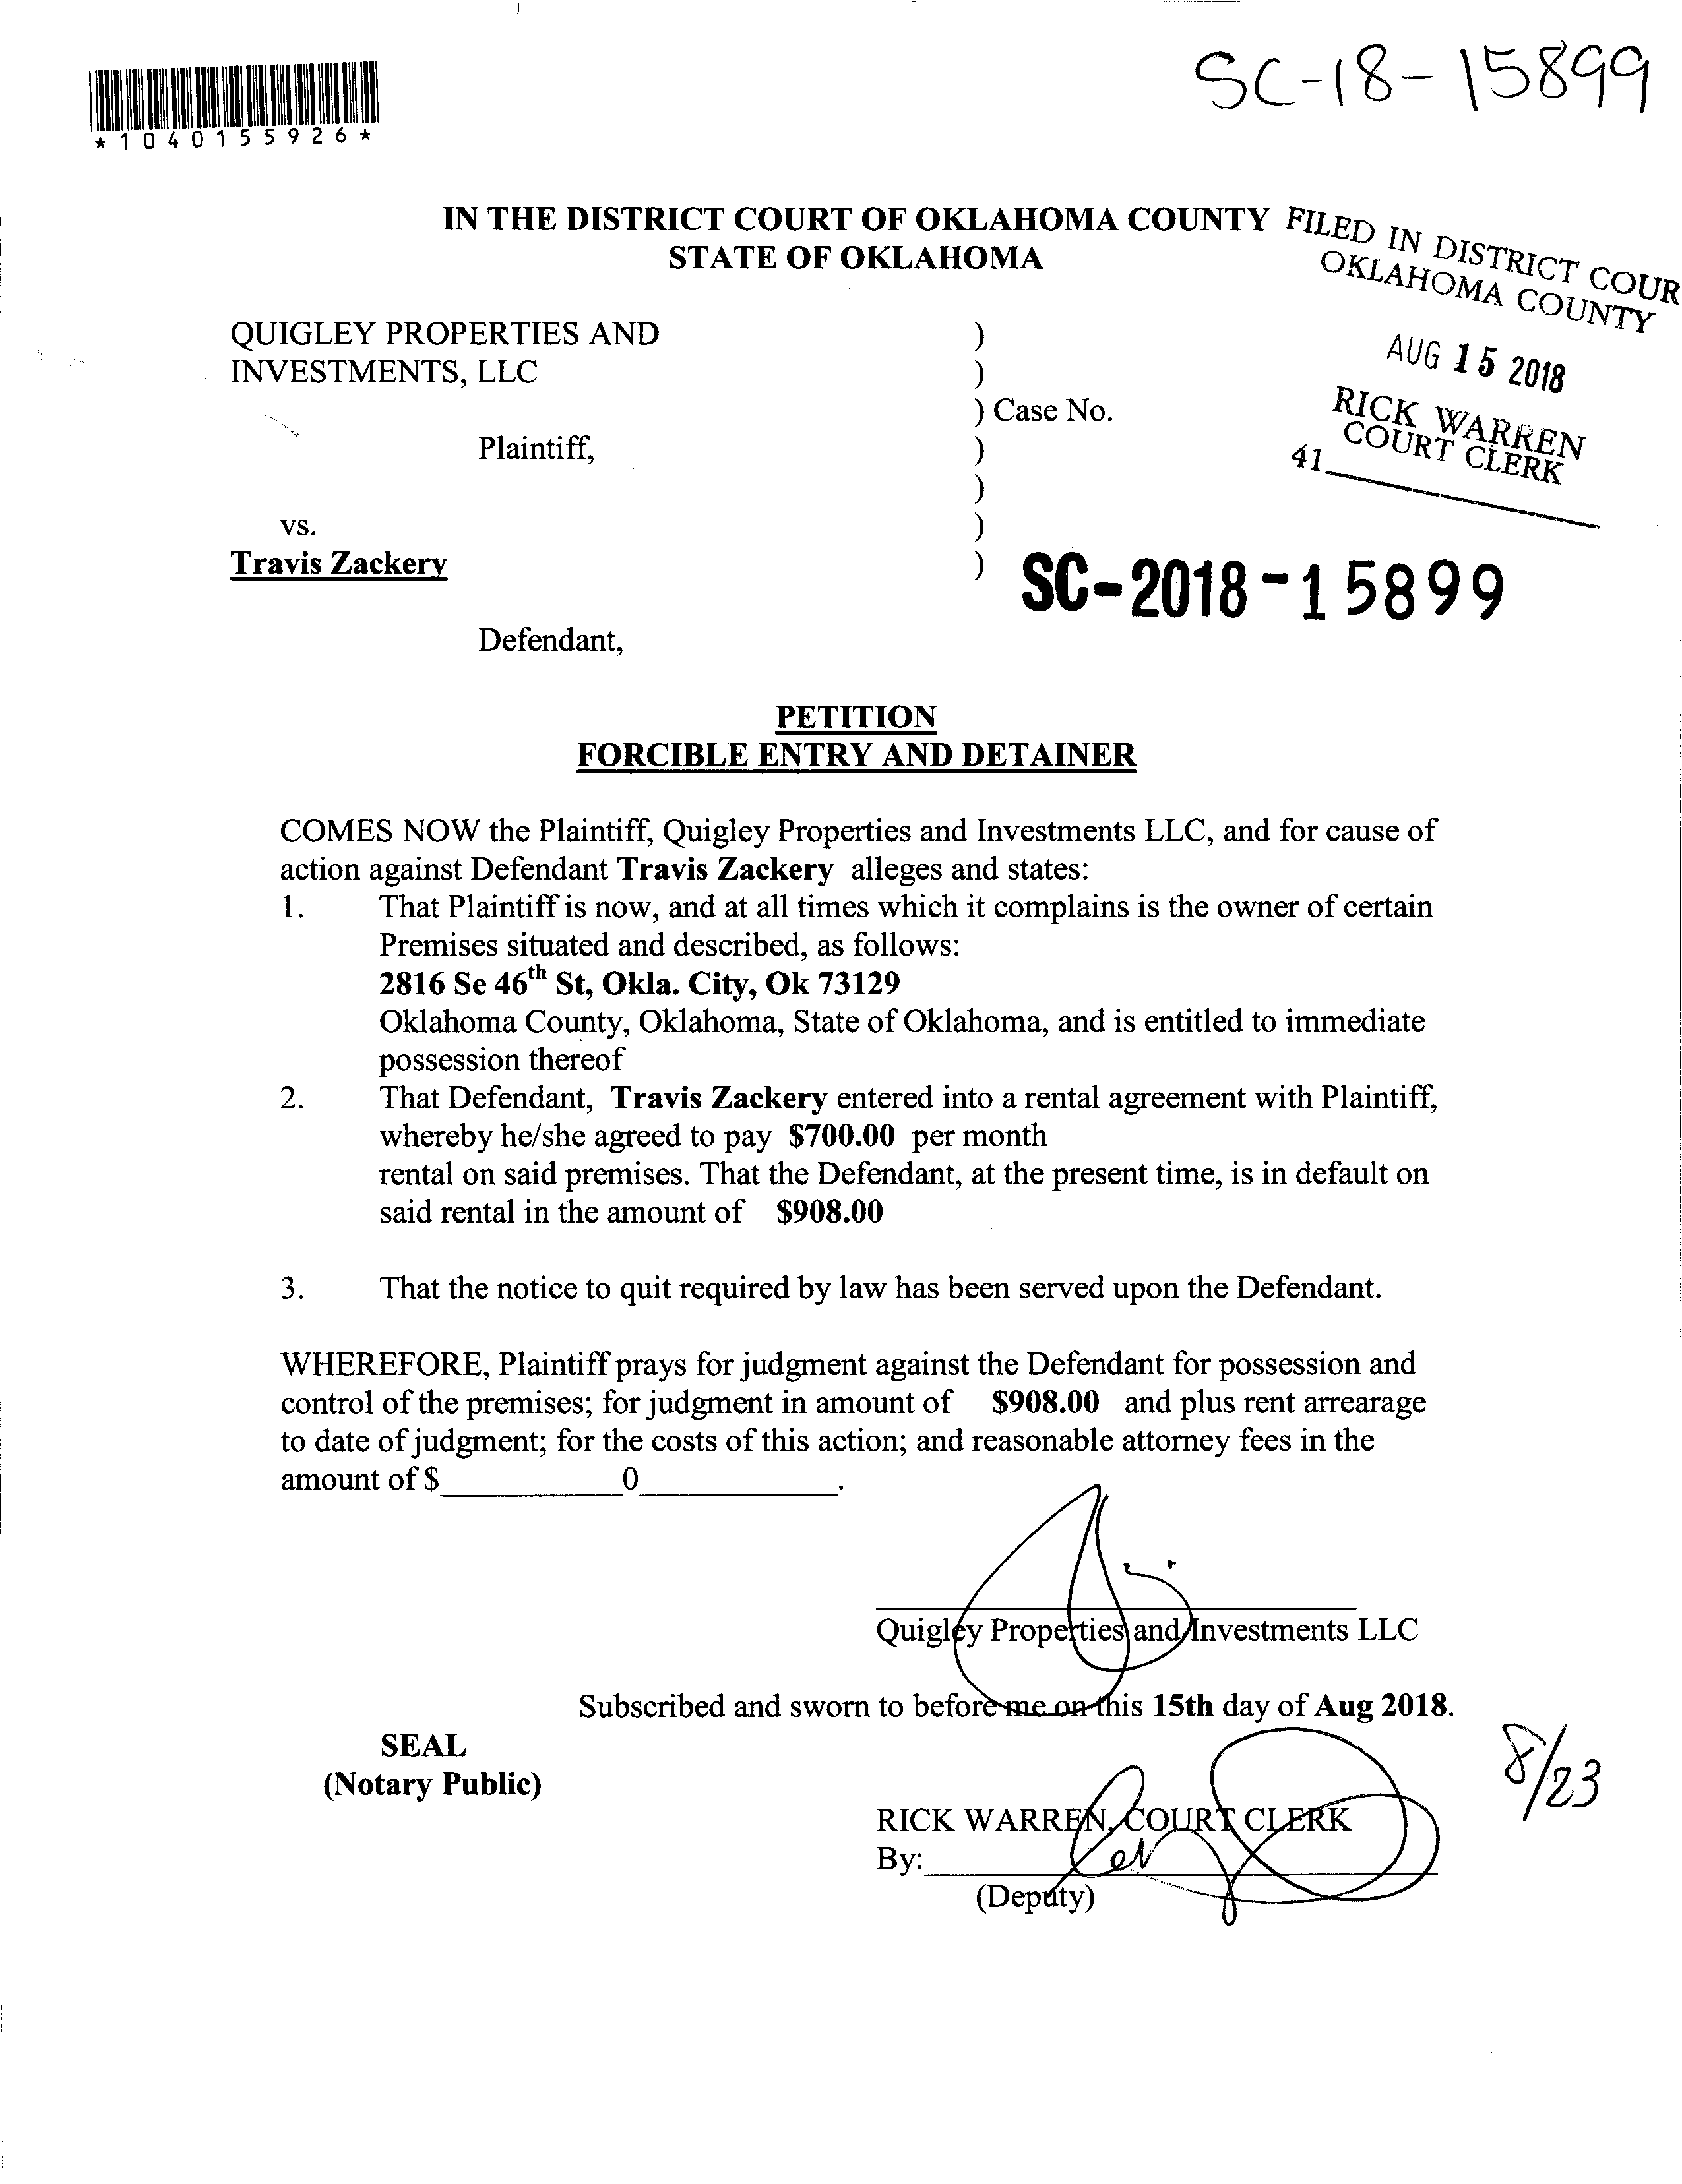 SC-18-15899
*1040155926*
IN THE DISTRICT COURT OF OKLAHOMA COUNTY
STATE OF OKLAHOMA
FILED IN DISTRICT COUR
OKLAHOMA COUNTY
AUG 15 2018
RICK WARREN
COURT CLERK
41
QUIGLEY PROPERTIES AND )
INVESTMENTS, LLC )
) Case No.
Plaintiff, )
)
vs. )
Travis Zackery )
SC-2018-15899
Defendant,
PETITION
FORCIBLE ENTRY AND DETAINER
COMES NOW the Plaintiff, Quigley Properties and Investments LLC, and for cause of
action against Defendant Travis Zackery alleges and states:
1. That Plaintiff is now, and at all times which it complains is the owner of certain
Premises situated and described, as follows:
2816 Se 46th St, Okla. City, Ok 73129
Oklahoma County, Oklahoma, State of Oklahoma, and is entitled to immediate
possession thereof
2. That Defendant, Travis Zackery entered into a rental agreement with Plaintiff,
whereby he/she agreed to pay $700.00 per month
rental on said premises. That the Defendant, at the present time, is in default on
said rental in the amount of $908.00
3. That the notice to quit required by law has been served upon the Defendant.
WHEREFORE, Plaintiff prays for judgment against the Defendant for possession and
control of the premises; for judgment in amount of $908.00 and plus rent arrearage
to date of judgment; for the costs of this action; and reasonable attorney fees in the
amount of $____________0_____________.
Quigley Properties and Investments LLC
Subscribed and sworn to before me on this 15th day of Aug 2018.
SEAL
(Notary Public)
8/23
RICK WARREN, COURT CLERK
By:
(Deputy)